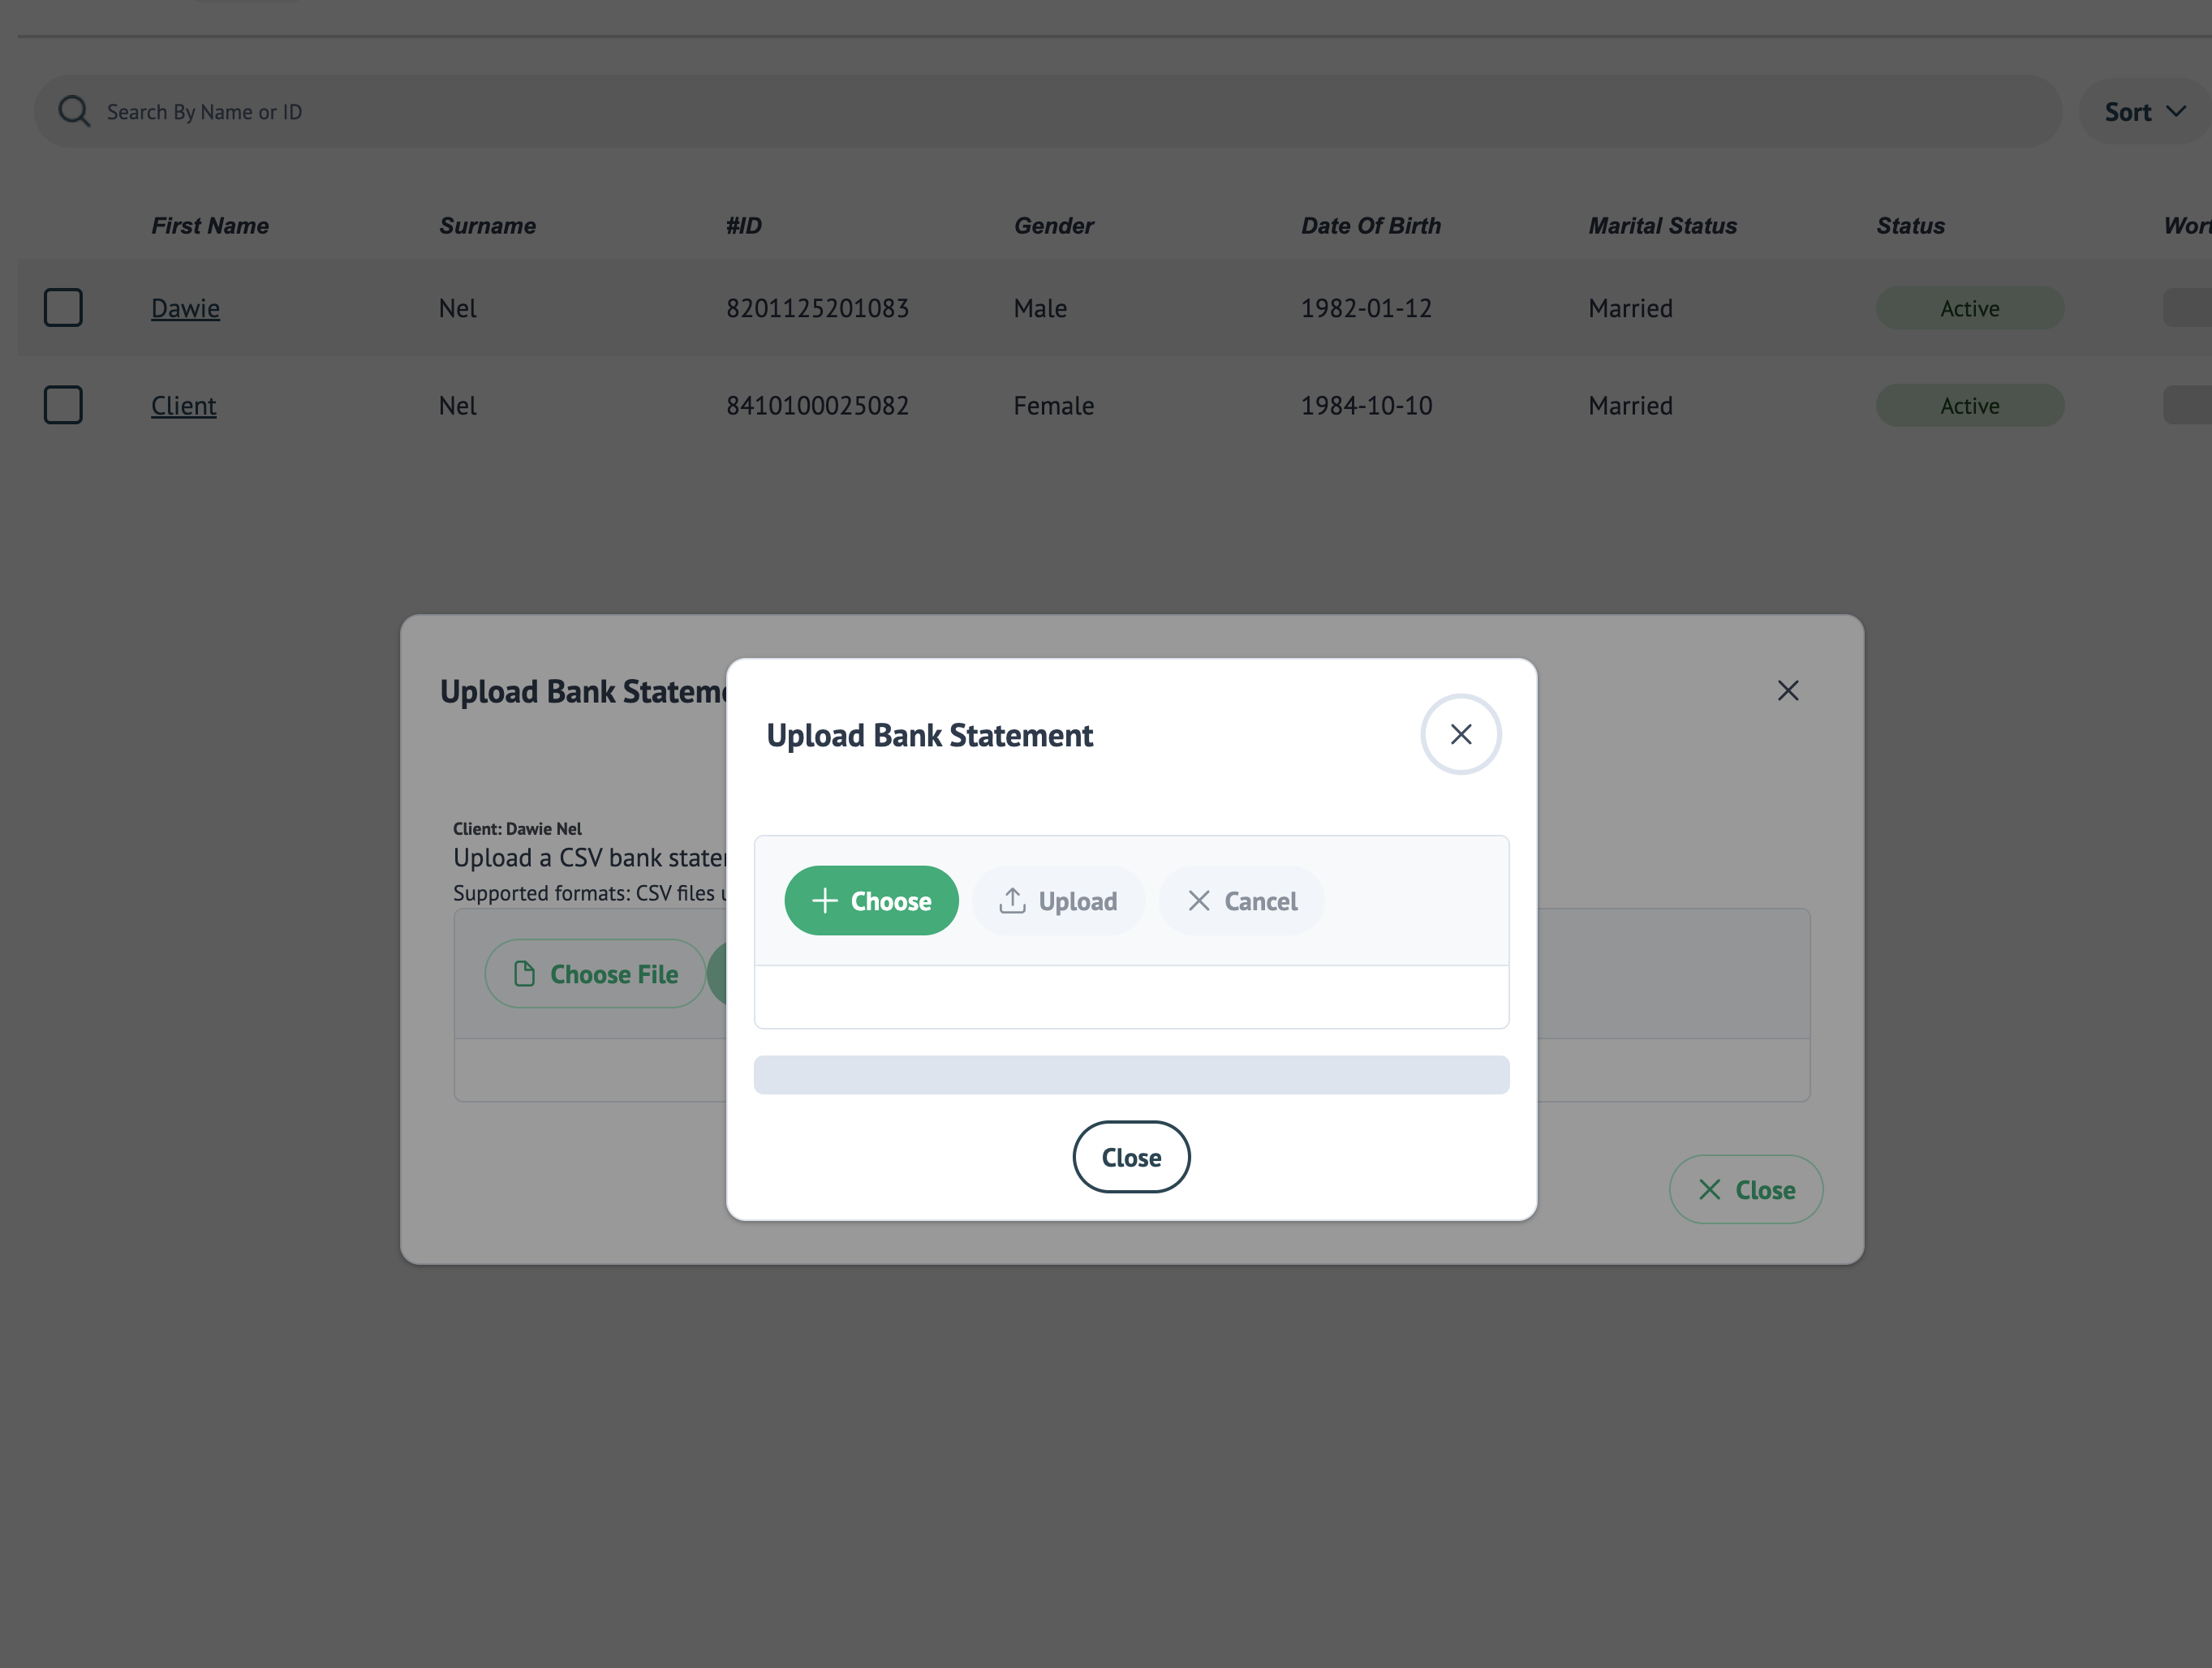 Search By Name or ID
Sort
First Name Surname #ID Gender Date Of Birth Marital Status Status
Dawie Nel 8201125201083 Male 1982-01-12 Married Active
Client Nel 8410100025082 Female 1984-10-10 Married Active
Upload Bank
Client: Dawie Nel
Upload a CSV bank
Supported formats: CSV files
Choose File
Close
Upload Bank Statement
Choose Upload Cancel
Close